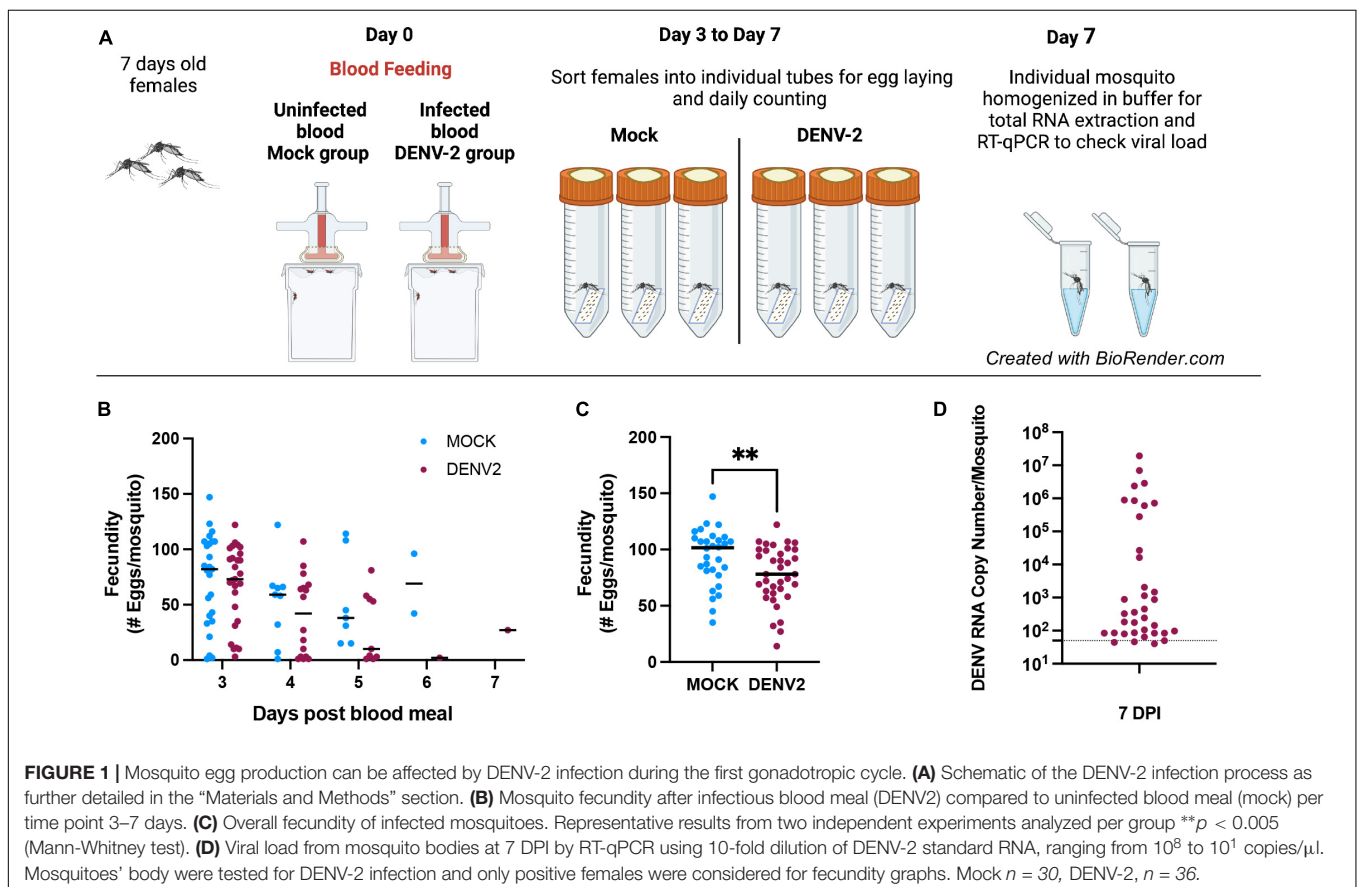 A
7 days old
females
Day 0
Blood Feeding
Uninfected
blood
Mock group
Infected
blood
DENV-2 group
Day 3 to Day 7
Sort females into individual tubes for egg laying
and daily counting
Mock
DENV-2
Day 7
Individual mosquito
homogenized in buffer for
total RNA extraction and
RT-qPCR to check viral load
Created with BioRender.com
B
Fecundity
(# Eggs/mosquito)
200
150
100
50
0
MOCK
DENV2
3 4 5 6 7
Days post blood meal
C
Fecundity
(# Eggs/mosquito)
200
150
100
50
0
**
MOCK DENV2
D
DENV RNA Copy Number/Mosquito
10⁸
10⁷
10⁶
10⁵
10⁴
10³
10²
10¹
7 DPI
FIGURE 1 | Mosquito egg production can be affected by DENV-2 infection during the first gonadotropic cycle. (A) Schematic of the DENV-2 infection process as
further detailed in the “Materials and Methods” section. (B) Mosquito fecundity after infectious blood meal (DENV2) compared to uninfected blood meal (mock) per
time point 3–7 days. (C) Overall fecundity of infected mosquitoes. Representative results from two independent experiments analyzed per group **p < 0.005
(Mann-Whitney test). (D) Viral load from mosquito bodies at 7 DPI by RT-qPCR using 10-fold dilution of DENV-2 standard RNA, ranging from 10⁸ to 10¹ copies/μl.
Mosquitoes’ body were tested for DENV-2 infection and only positive females were considered for fecundity graphs. Mock n = 30, DENV-2, n = 36.